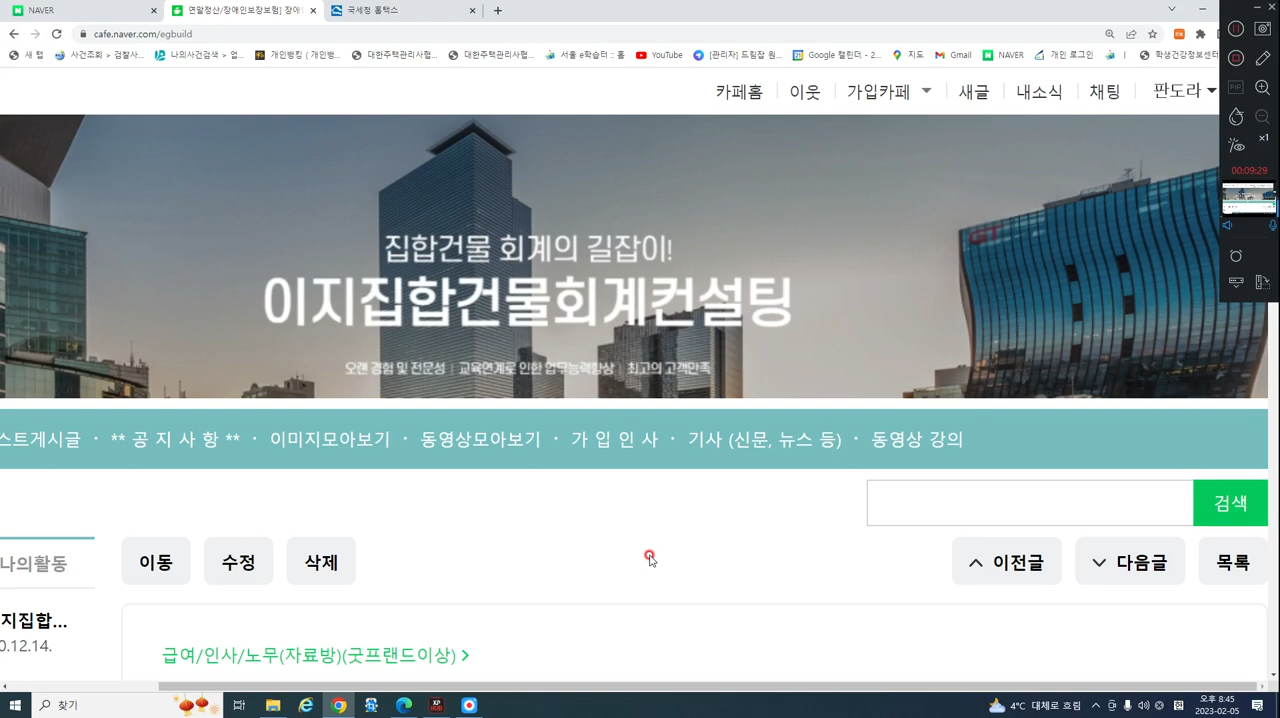 NAVER
연말정산/장애인보장보험] 장애
국세청 홈택스
cafe.naver.com/egbuild
새 탭
사건조회 > 검찰사...
나의사건검색 > 업...
개인뱅킹 ( 개인뱅...
대한주택관리사협...
대한주택관리사협...
서울 e학습터 :: 홈
YouTube
[관리자] 드림잡 원...
Google 캘린더 - 2...
지도
Gmail
NAVER
개인 로그인
학생건강정보센터
카페홈
이웃
가입카페
새글
내소식
채팅
판도라
PIP
x1
00:09:29
집합건물 회계의 길잡이!
이지집합건물회계컨설팅
오랜 경험 및 전문성 | 교육연계로 인한 업무능력향상 | 최고의 고객만족
스트게시글 · ** 공 지 사 항 ** · 이미지모아보기 · 동영상모아보기 · 가 입 인 사 · 기사 (신문, 뉴스 등) · 동영상 강의
검색
나의활동
이동
수정
삭제
이전글
다음글
목록
지집합...
0.12.14.
급여/인사/노무(자료방)(굿프랜드이상) >
찾기
4°C 대체로 흐림
오후 8:45
2023-02-05